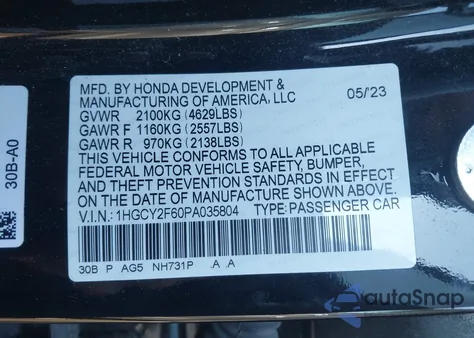 MFD. BY HONDA DEVELOPMENT &
MANUFACTURING OF AMERICA, LLC 05/23
GVWR 2100KG (4629LBS)
GAWR F 1160KG (2557LBS)
GAWR R 970KG (2138LBS)
THIS VEHICLE CONFORMS TO ALL APPLICABLE
FEDERAL MOTOR VEHICLE SAFETY, BUMPER,
AND THEFT PREVENTION STANDARDS IN EFFECT
ON THE DATE OF MANUFACTURE SHOWN ABOVE.
V.I.N.: 1HGCY2F60PA035804 TYPE: PASSENGER CAR
30B P AG5 NH731P .A .A
30B-A0
autoSnap